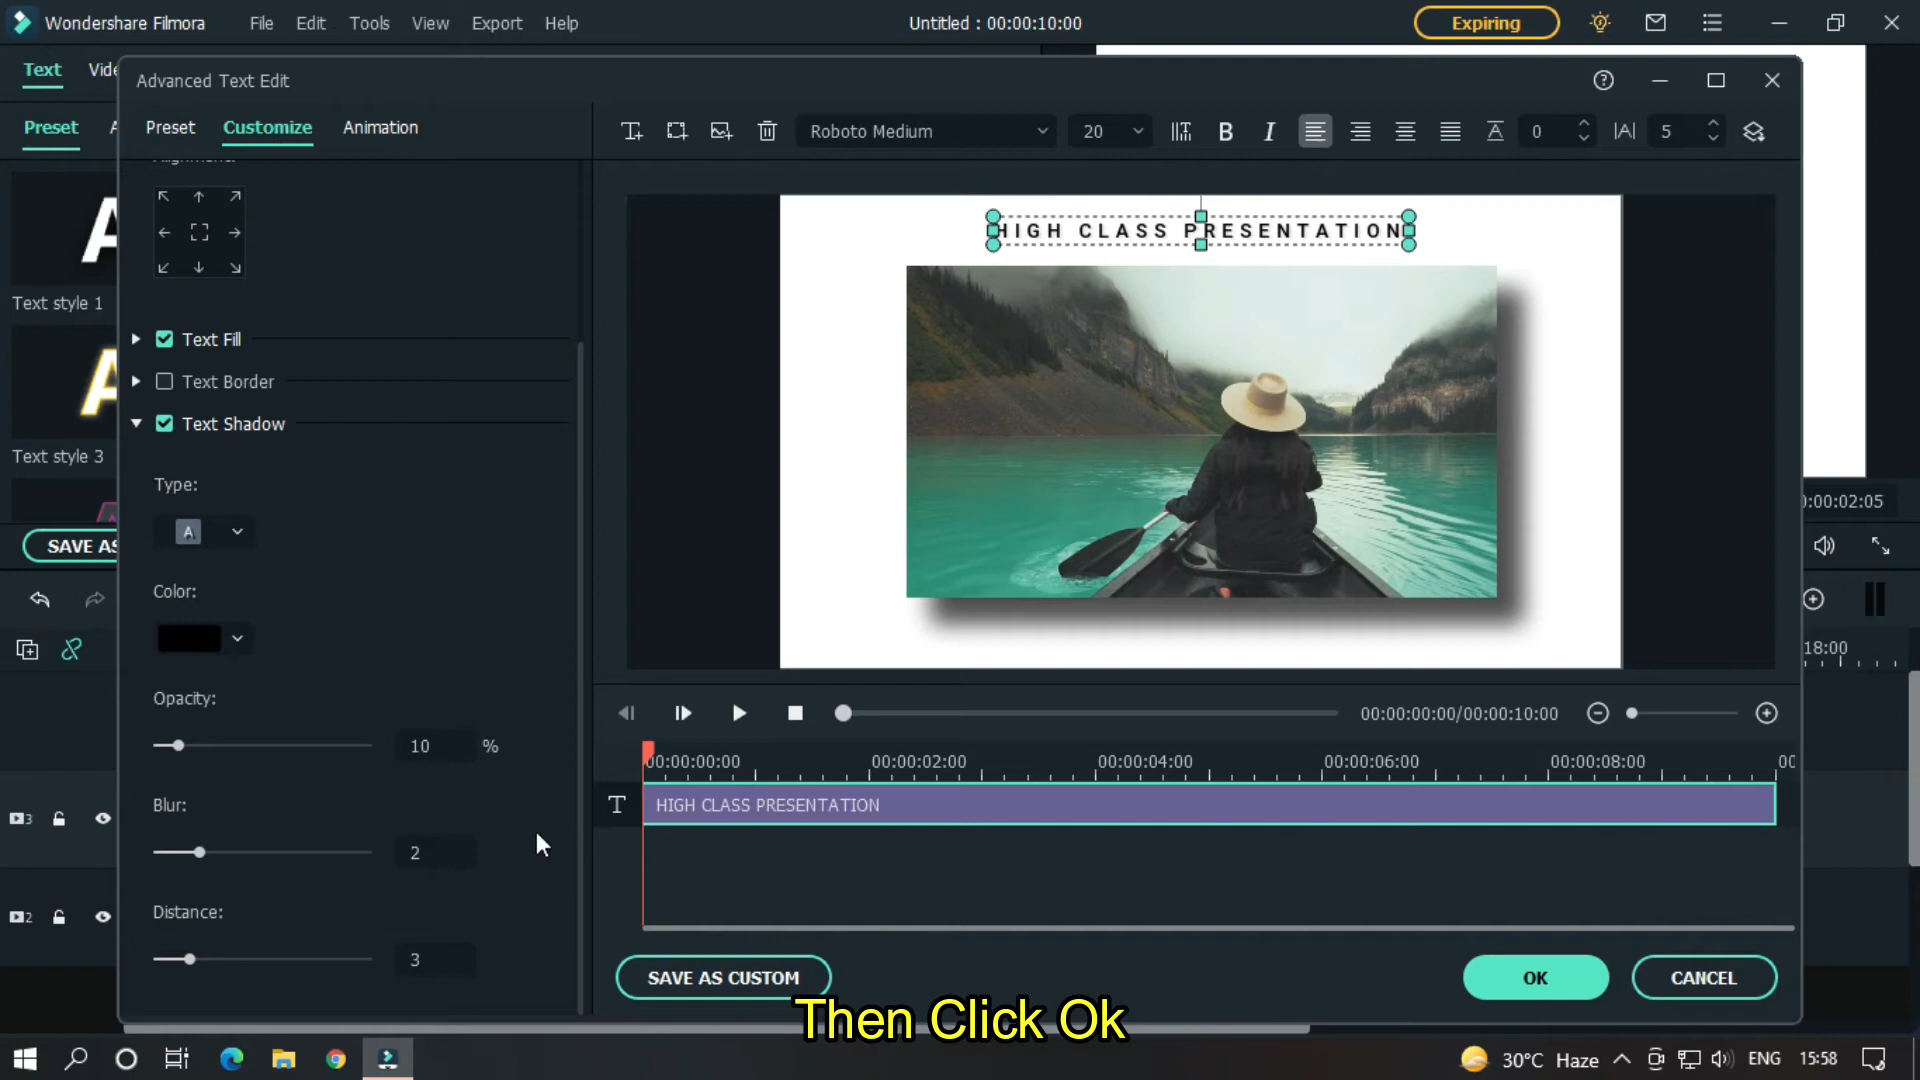 Wondershare Filmora File Edit Tools View Export Help Untitled : 00:00:10:00 Expiring
Text
Advanced Text Edit
Preset
Preset Customize Animation Roboto Medium 20 B I A 0 |A| 5
Text style 1
HIGH CLASS PRESENTATION
Text Fill
Text Border
Text Shadow
Text style 3
Type:
A
00:00:02:05
SAVE AS
Color:
18:00
Opacity:
10 %
00:00:00:00/00:00:10:00
00:00:00:00 00:00:02:00 00:00:04:00 00:00:06:00 00:00:08:00
Blur:
2
T HIGH CLASS PRESENTATION
3
2
Distance:
3
SAVE AS CUSTOM OK CANCEL
Then Click Ok
30°C Haze ENG 15:58